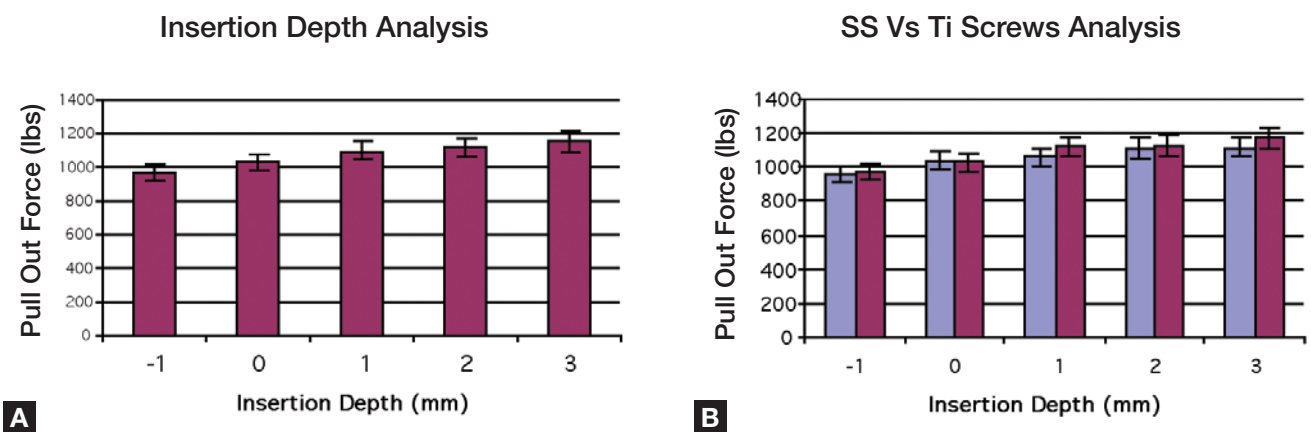 Insertion Depth Analysis
Pull Out Force (lbs)
1400
1200
1000
800
600
400
200
0
-1 0 1 2 3
Insertion Depth (mm)
A
SS Vs Ti Screws Analysis
Pull Out Force (lbs)
1400
1200
1000
800
600
400
200
0
-1 0 1 2 3
Insertion Depth (mm)
B